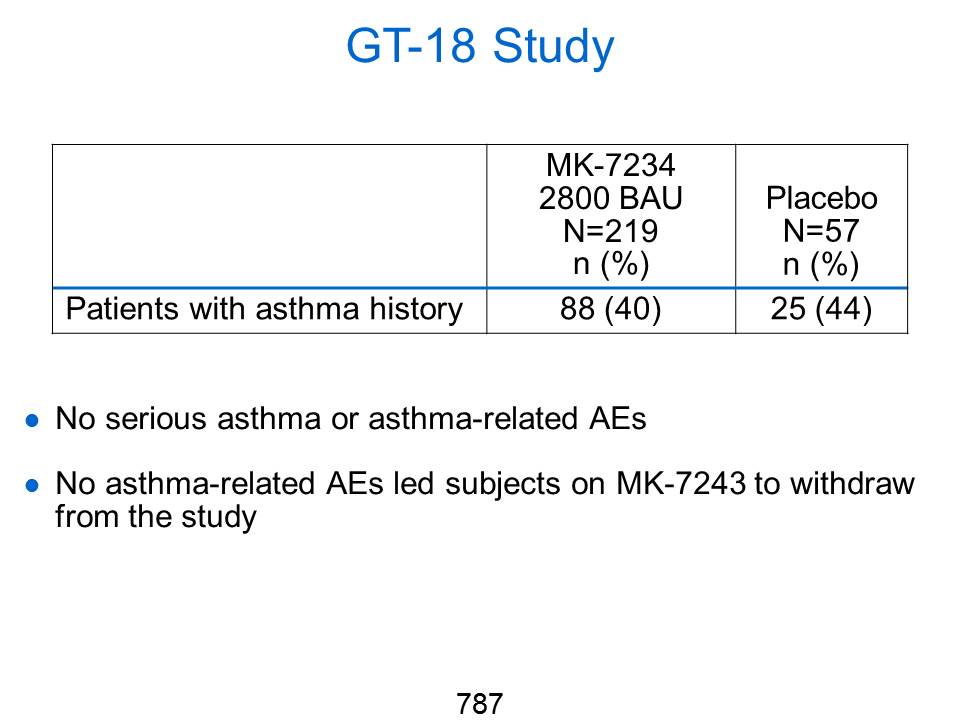 GT-18 Study
MK-7234
2800 BAU
N=219
n (%)
Placebo
N=57
n (%)
Patients with asthma history
88 (40)
25 (44)
● No serious asthma or asthma-related AEs
● No asthma-related AEs led subjects on MK-7243 to withdraw
from the study
787